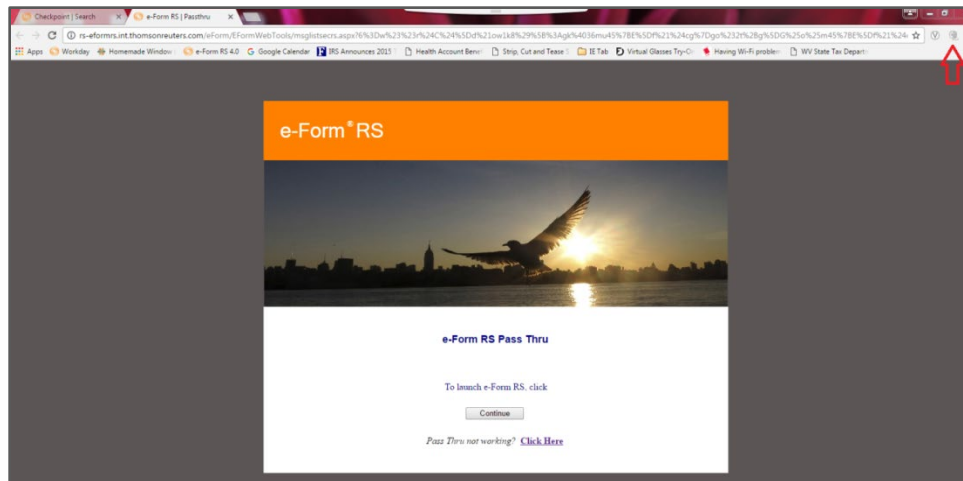 Checkpoint | Search
e-Form RS | Passthru
rs-eformrs.int.thomsonreuters.com/eForm/EFormWebTools/msglistsecrs.aspx?
Apps Workday Homemade Window e-Form RS 4.0 Google Calendar IRS Announces 2015 Health Account Bene Strip, Cut and Tease S IE Tab Virtual Glasses Try-O Having Wi-Fi problem WV State Tax Depart
e-Form® RS
e-Form RS Pass Thru
To launch e-Form RS, click
Continue
Pass Thru not working? Click Here